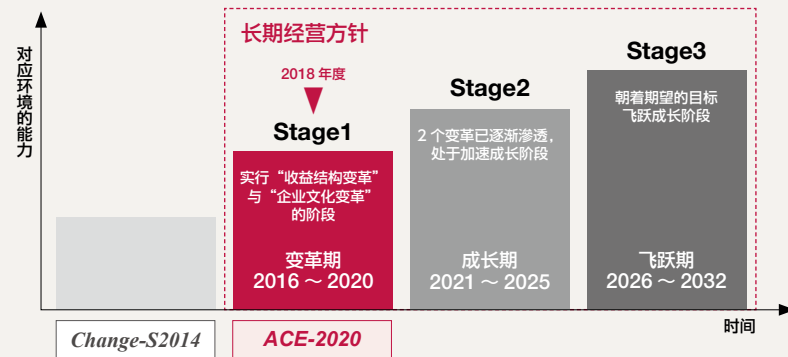 对应环境的能力
长期经营方针
2018 年度
Stage1
实行“收益结构变革”
与“企业文化变革”
的阶段
变革期
2016 ～ 2020
Stage2
2 个变革已逐渐滲透，
处于加速成长阶段
成长期
2021 ～ 2025
Stage3
朝着期望的目标
飞跃成长阶段
飞跃期
2026 ～ 2032
时间
Change-S2014
ACE-2020